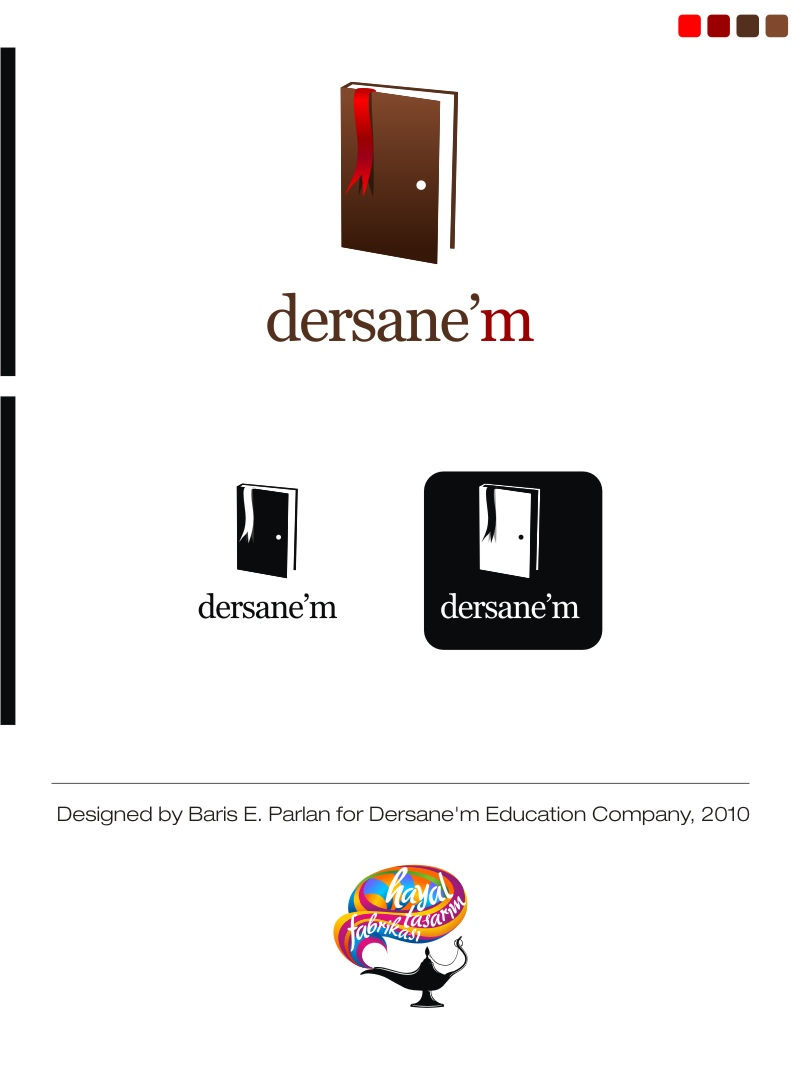 dersane’m
dersane’m
dersane’m
Designed by Baris E. Parlan for Dersane'm Education Company, 2010
hayal
tasarım
fabrikası